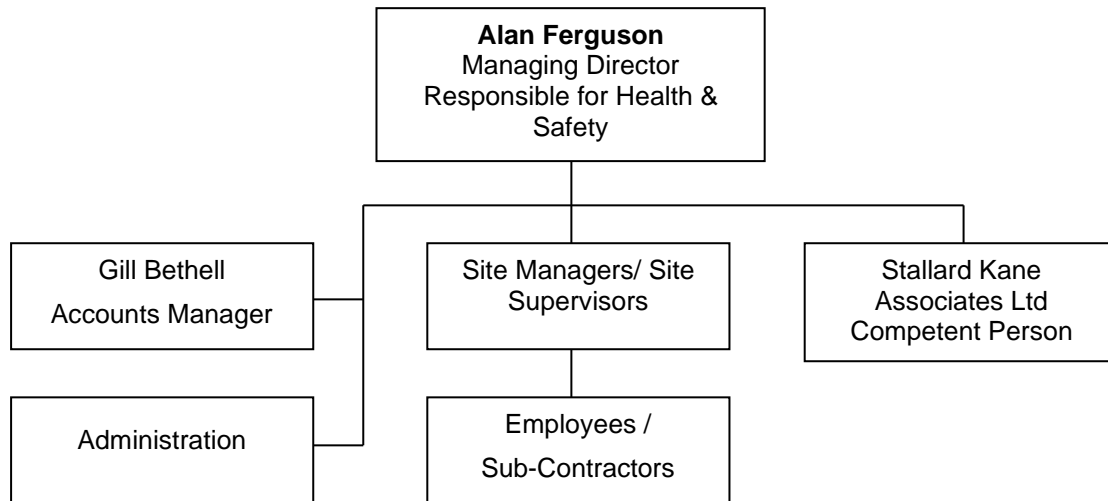 Alan Ferguson
Managing Director
Responsible for Health &
Safety
Gill Bethell
Accounts Manager
Site Managers/ Site
Supervisors
Stallard Kane
Associates Ltd
Competent Person
Administration
Employees /
Sub-Contractors